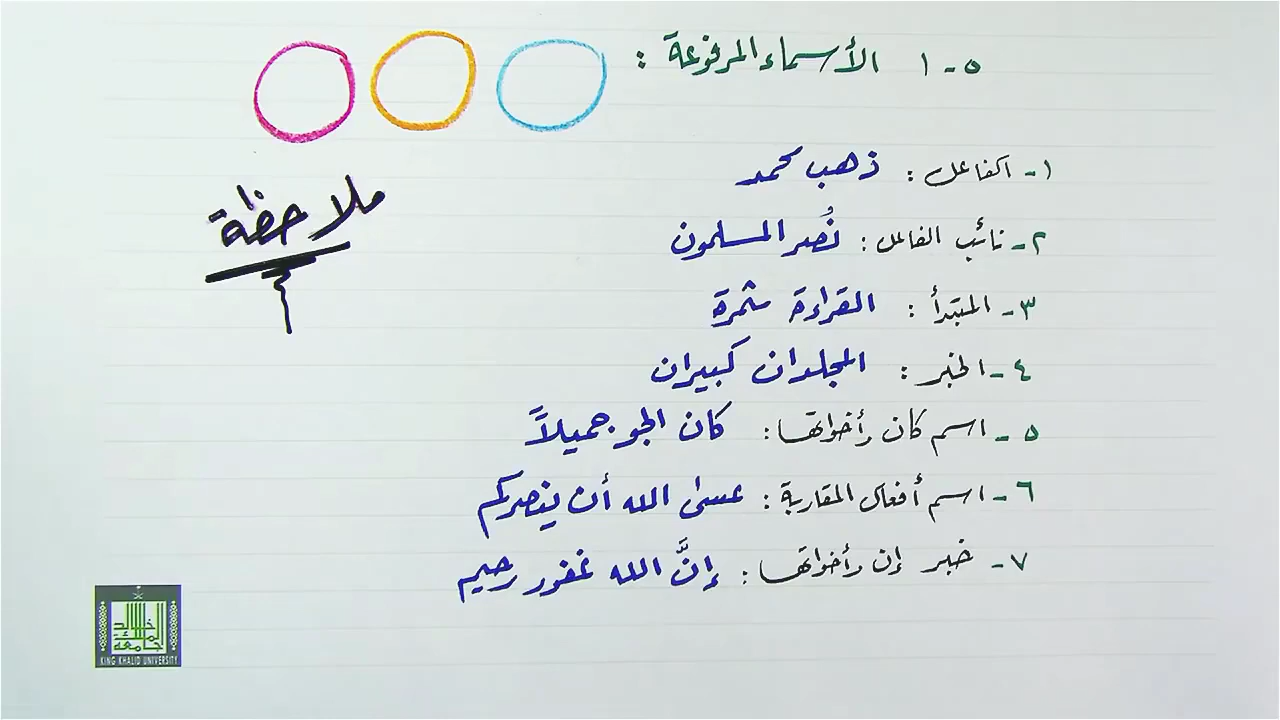 ٥-١ الأسماء المرفوعة :
١- الفاعل : ذهب محمد
٢- نائب الفاعل : نُصر المسلمون
٣- المبتدأ : القراءة ثمرة
٤- الخبر : المجلدان كبيران
٥- اسم كان وأخواتها : كان الجو جميلاً
٦- اسم أفعال المقاربة : عسى الله أن ينصركم
٧- خبر إن وأخواتها : إنَّ الله غفور رحيم
ملاحظة
جامعة الملك خالد
KING KHALID UNIVERSITY